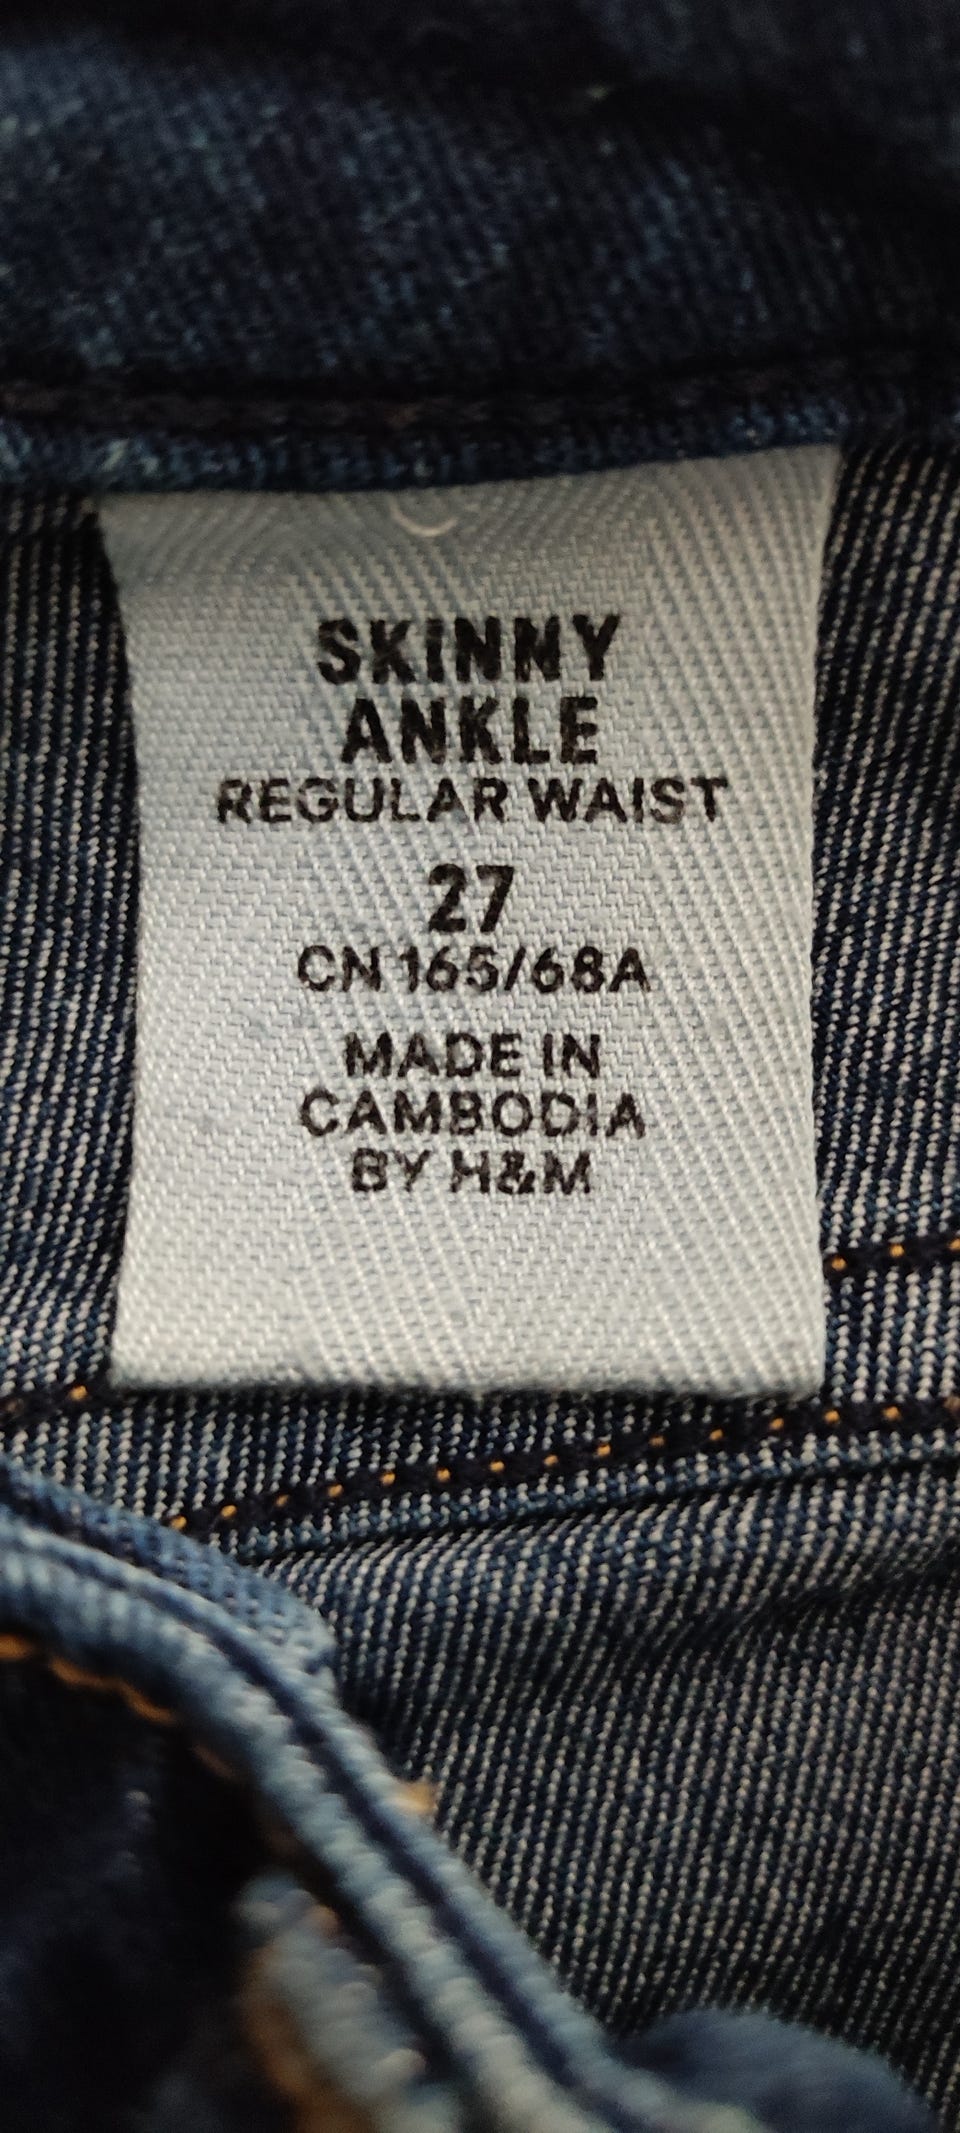 SKINNY
ANKLE
REGULAR WAIST
27
CN 165/68A
MADE IN
CAMBODIA
BY H&M